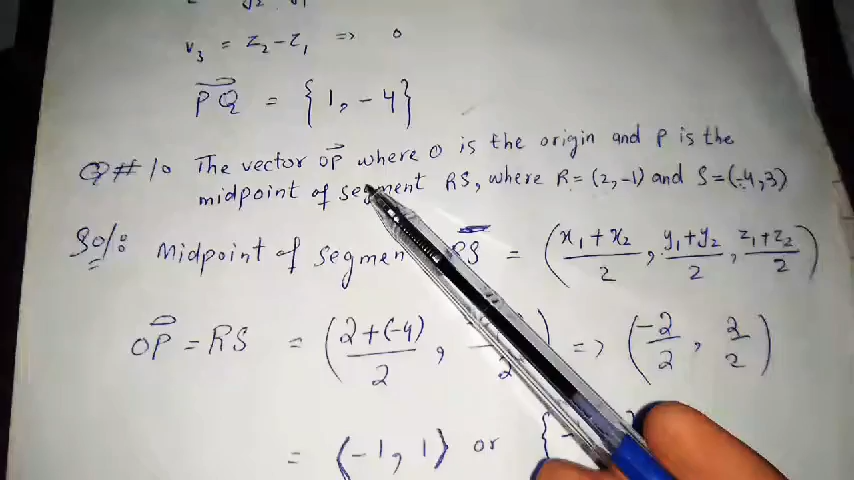 v₃ = z₂-z₁ => 0
PQ = {1, -4}
Q#10 The vector OP where O is the origin and P is the
midpoint of segment RS, where R=(2,-1) and S=(-4,3)
Sol: Midpoint of segmen RS = (x₁+x₂/2, y₁+y₂/2, z₁+z₂/2)
OP = RS = (2+(-4)/2, /2) => (-2/2, 2/2)
= ⟨-1, 1⟩ or {-